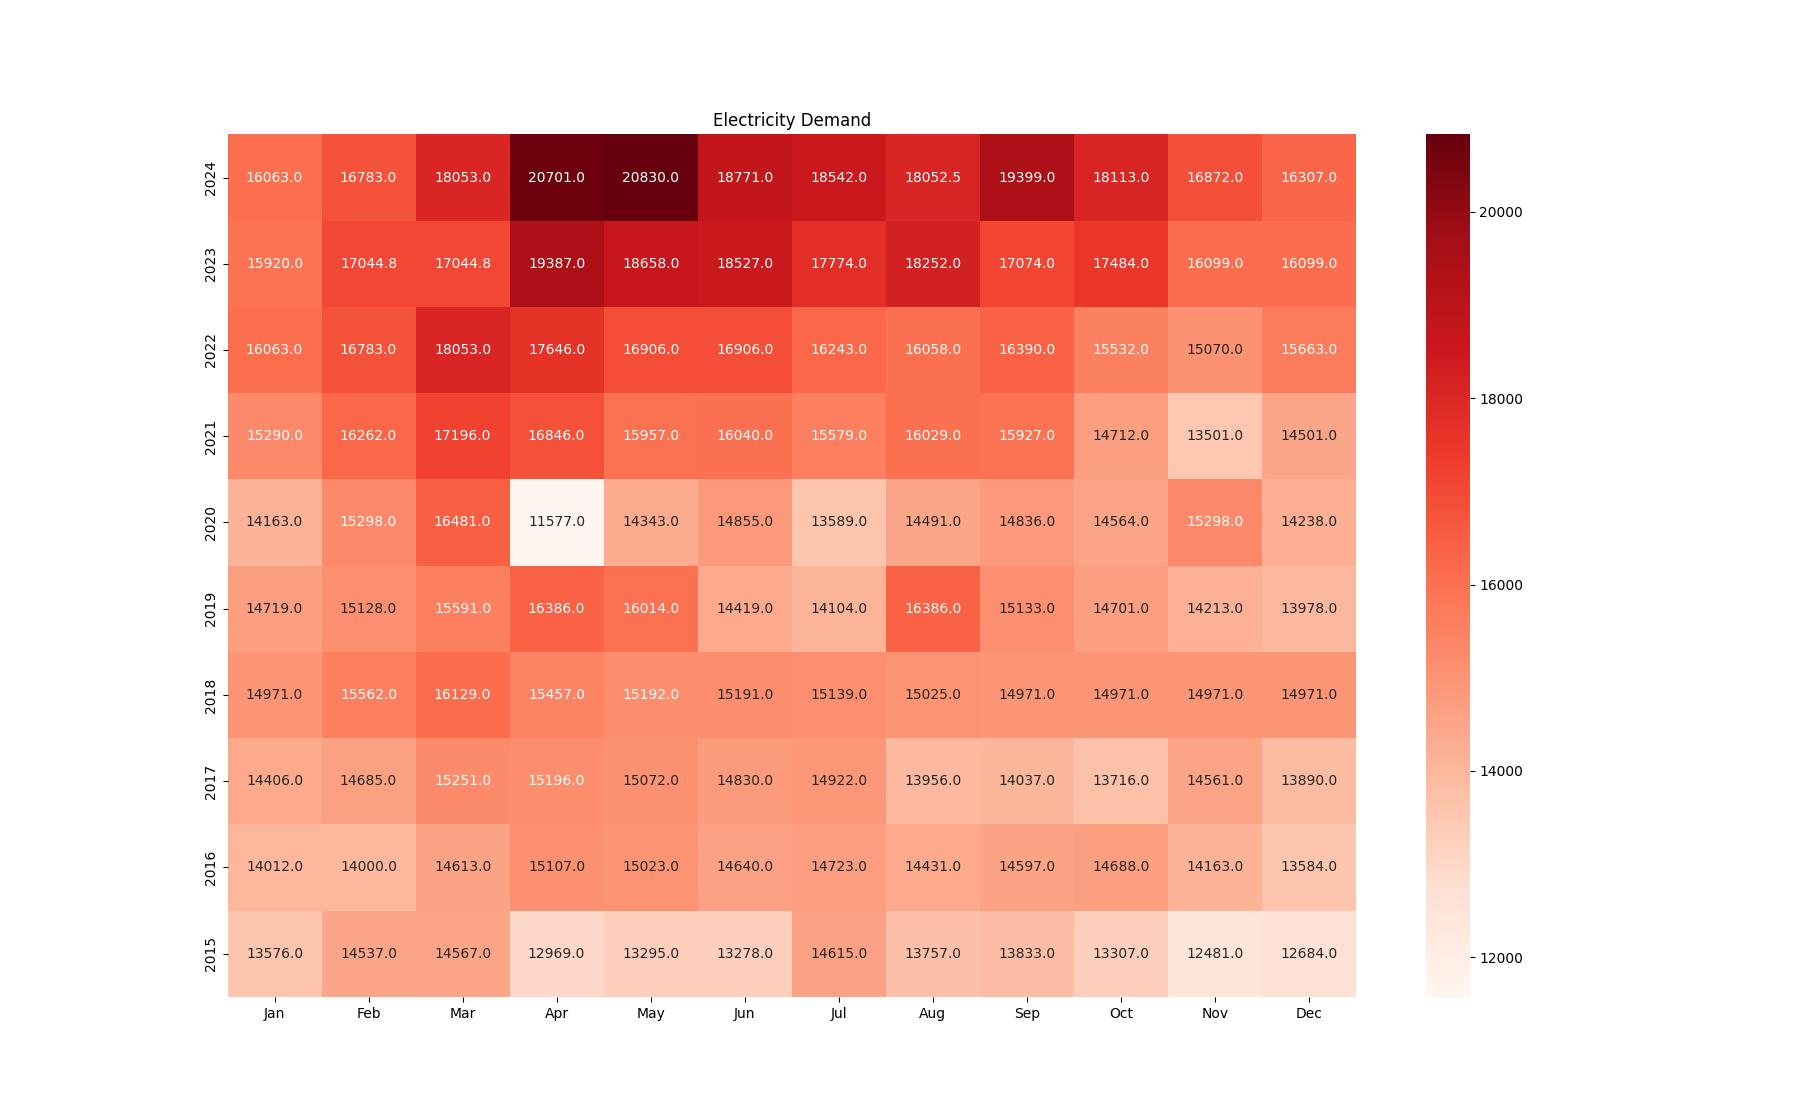 Electricity Demand
2024 16063.0 16783.0 18053.0 20701.0 20830.0 18771.0 18542.0 18052.5 19399.0 18113.0 16872.0 16307.0
20000
2023 15920.0 17044.8 17044.8 19387.0 18658.0 18527.0 17774.0 18252.0 17074.0 17484.0 16099.0 16099.0
2022 16063.0 16783.0 18053.0 17646.0 16906.0 16906.0 16243.0 16058.0 16390.0 15532.0 15070.0 15663.0
18000
2021 15290.0 16262.0 17196.0 16846.0 15957.0 16040.0 15579.0 16029.0 15927.0 14712.0 13501.0 14501.0
2020 14163.0 15298.0 16481.0 11577.0 14343.0 14855.0 13589.0 14491.0 14836.0 14564.0 15298.0 14238.0
16000
2019 14719.0 15128.0 15591.0 16386.0 16014.0 14419.0 14104.0 16386.0 15133.0 14701.0 14213.0 13978.0
2018 14971.0 15562.0 16129.0 15457.0 15192.0 15191.0 15139.0 15025.0 14971.0 14971.0 14971.0 14971.0
14000
2017 14406.0 14685.0 15251.0 15196.0 15072.0 14830.0 14922.0 13956.0 14037.0 13716.0 14561.0 13890.0
2016 14012.0 14000.0 14613.0 15107.0 15023.0 14640.0 14723.0 14431.0 14597.0 14688.0 14163.0 13584.0
2015 13576.0 14537.0 14567.0 12969.0 13295.0 13278.0 14615.0 13757.0 13833.0 13307.0 12481.0 12684.0
12000
Jan Feb Mar Apr May Jun Jul Aug Sep Oct Nov Dec